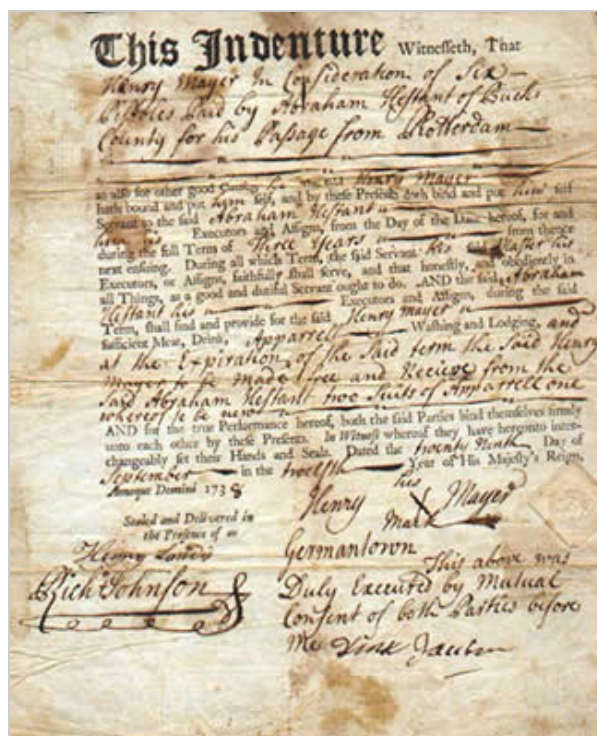 This Indenture Witnesseth, That
Henry Mayer In Consideration of Six
Pistoles Paid by Abraham Hestant of Bucks
County for his Passage from Rotterdam
as also for other good Causes he the said Henry Mayer
hath bound and put him self, and by these Presents doth bind and put him self
Servant to the said Abraham Hestant
his Executors and Assigns, from the Day of the Date hereof, for and
during the full Term of Three Years from thence
next ensuing. During all which Term, the said Servant his said Master his
Executors, or Assigns, faithfully shall serve, and that honestly, and obediently in
all Things, as a good and dutiful Servant ought to do. AND the said Abraham
Hestant his Executors and Assigns, during the said
Term, shall find and provide for the said Henry Mayer
sufficient Meat, Drink, Apparrell Washing and Lodging, and
at the Expiration of the Said term the Said Henry
Mayer to be made free and Recieve from the
Said Abraham Hestant two Suits of Apparrell one
whereof to be new
AND for the true Performance hereof, both the said Parties bind themselves firmly
unto each other by these Presents. In Witness whereof they have hereunto inter-
changeably set their Hands and Seals. Dated the twenty Ninth Day of
September in the twelfth Year of His Majesty's Reign,
Annoque Domini 1738
his
Henry X Mayer
mark
Sealed and Delivered in
the Presence of us
Rich Johnson
Germantown
This above was
Duly Executed by Mutual
Consent of both Parties before
Me